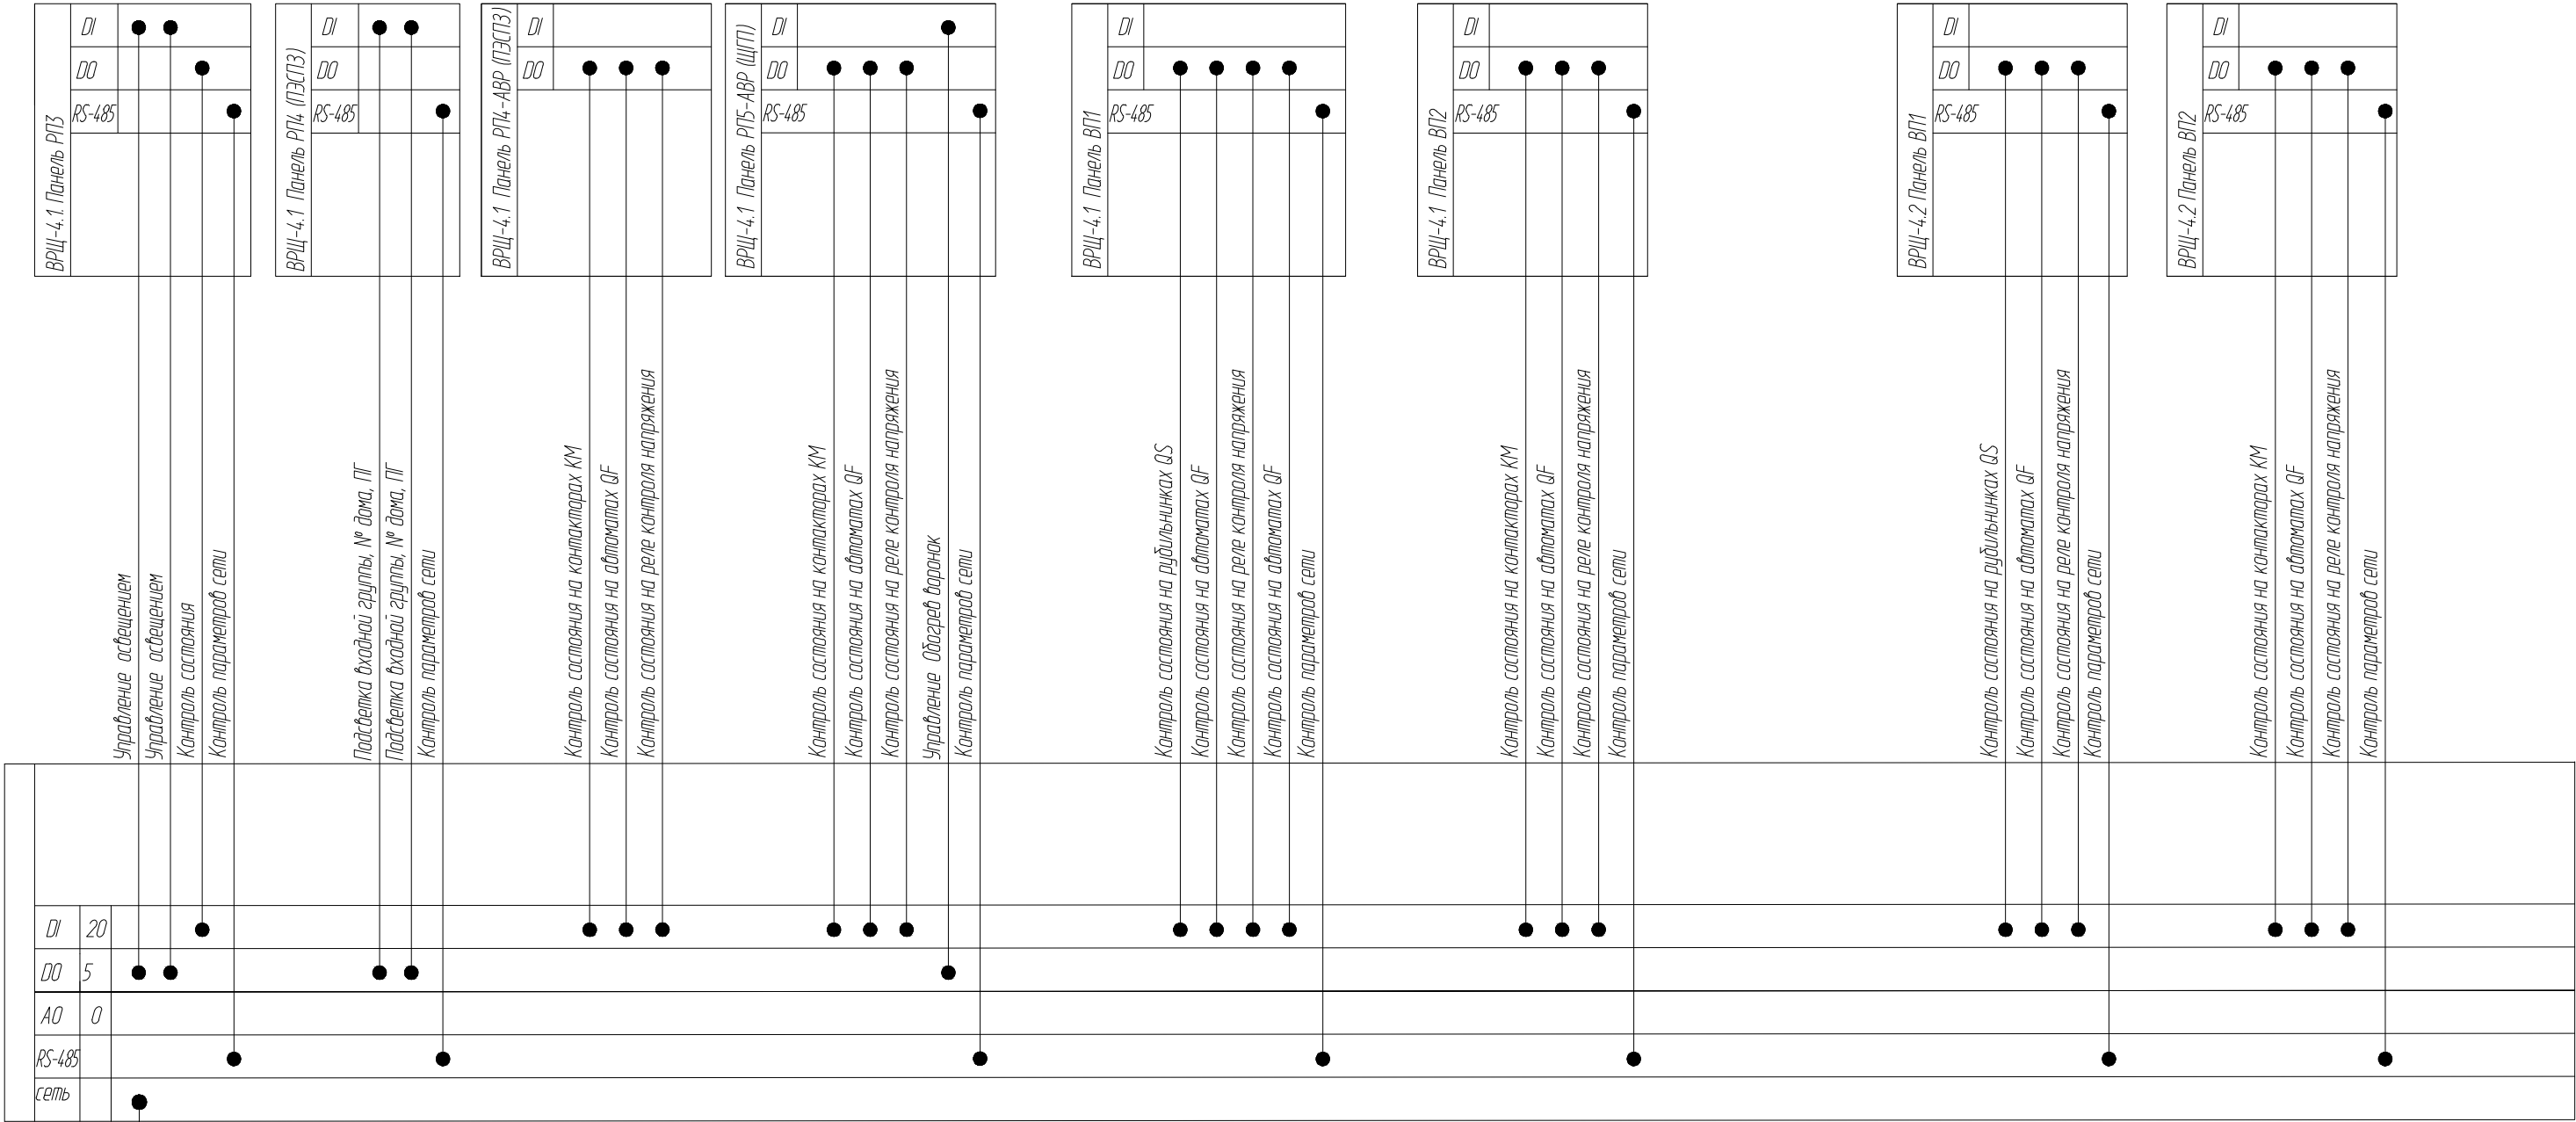 ВРЩ-4.1. Панель РП3
DI
DO
RS-485
ВРЩ-4.1 Панель РП4 (ПЭСПЗ)
DI
DO
RS-485
ВРЩ-4.1 Панель РП4-АВР (ПЭСПЗ)
DI
DO
ВРЩ-4.1 Панель РП5-АВР (ЩГП)
DI
DO
RS-485
ВРЩ-4.1 Панель ВП1
DI
DO
RS-485
ВРЩ-4.1 Панель ВП2
DI
DO
RS-485
ВРЩ-4.2 Панель ВП1
DI
DO
RS-485
ВРЩ-4.2 Панель ВП2
DI
DO
RS-485
Управление освещением
Управление освещением
Контроль состояния
Контроль параметров сети
Подсветка входной группы, № дома, ПГ
Подсветка входной группы, № дома, ПГ
Контроль параметров сети
Контроль состояния на контакторах КМ
Контроль состояния на автоматах QF
Контроль состояния на реле контроля напряжения
Контроль состояния на контакторах КМ
Контроль состояния на автоматах QF
Контроль состояния на реле контроля напряжения
Управление Обогрев воронок
Контроль параметров сети
Контроль состояния на рубильнинках QS
Контроль состояния на автоматах QF
Контроль состояния на реле контроля напряжения
Контроль состояния на автоматах QF
Контроль параметров сети
Контроль состояния на контакторах КМ
Контроль состояния на автоматах QF
Контроль состояния на реле контроля напряжения
Контроль параметров сети
Контроль состояния на рубильниках QS
Контроль состояния на автоматах QF
Контроль состояния на реле контроля напряжения
Контроль параметров сети
Контроль состояния на контакторах КМ
Контроль состояния на автоматах QF
Контроль состояния на реле контроля напряжения
Контроль параметров сети
DI 20
DO 5
AO 0
RS-485
сеть